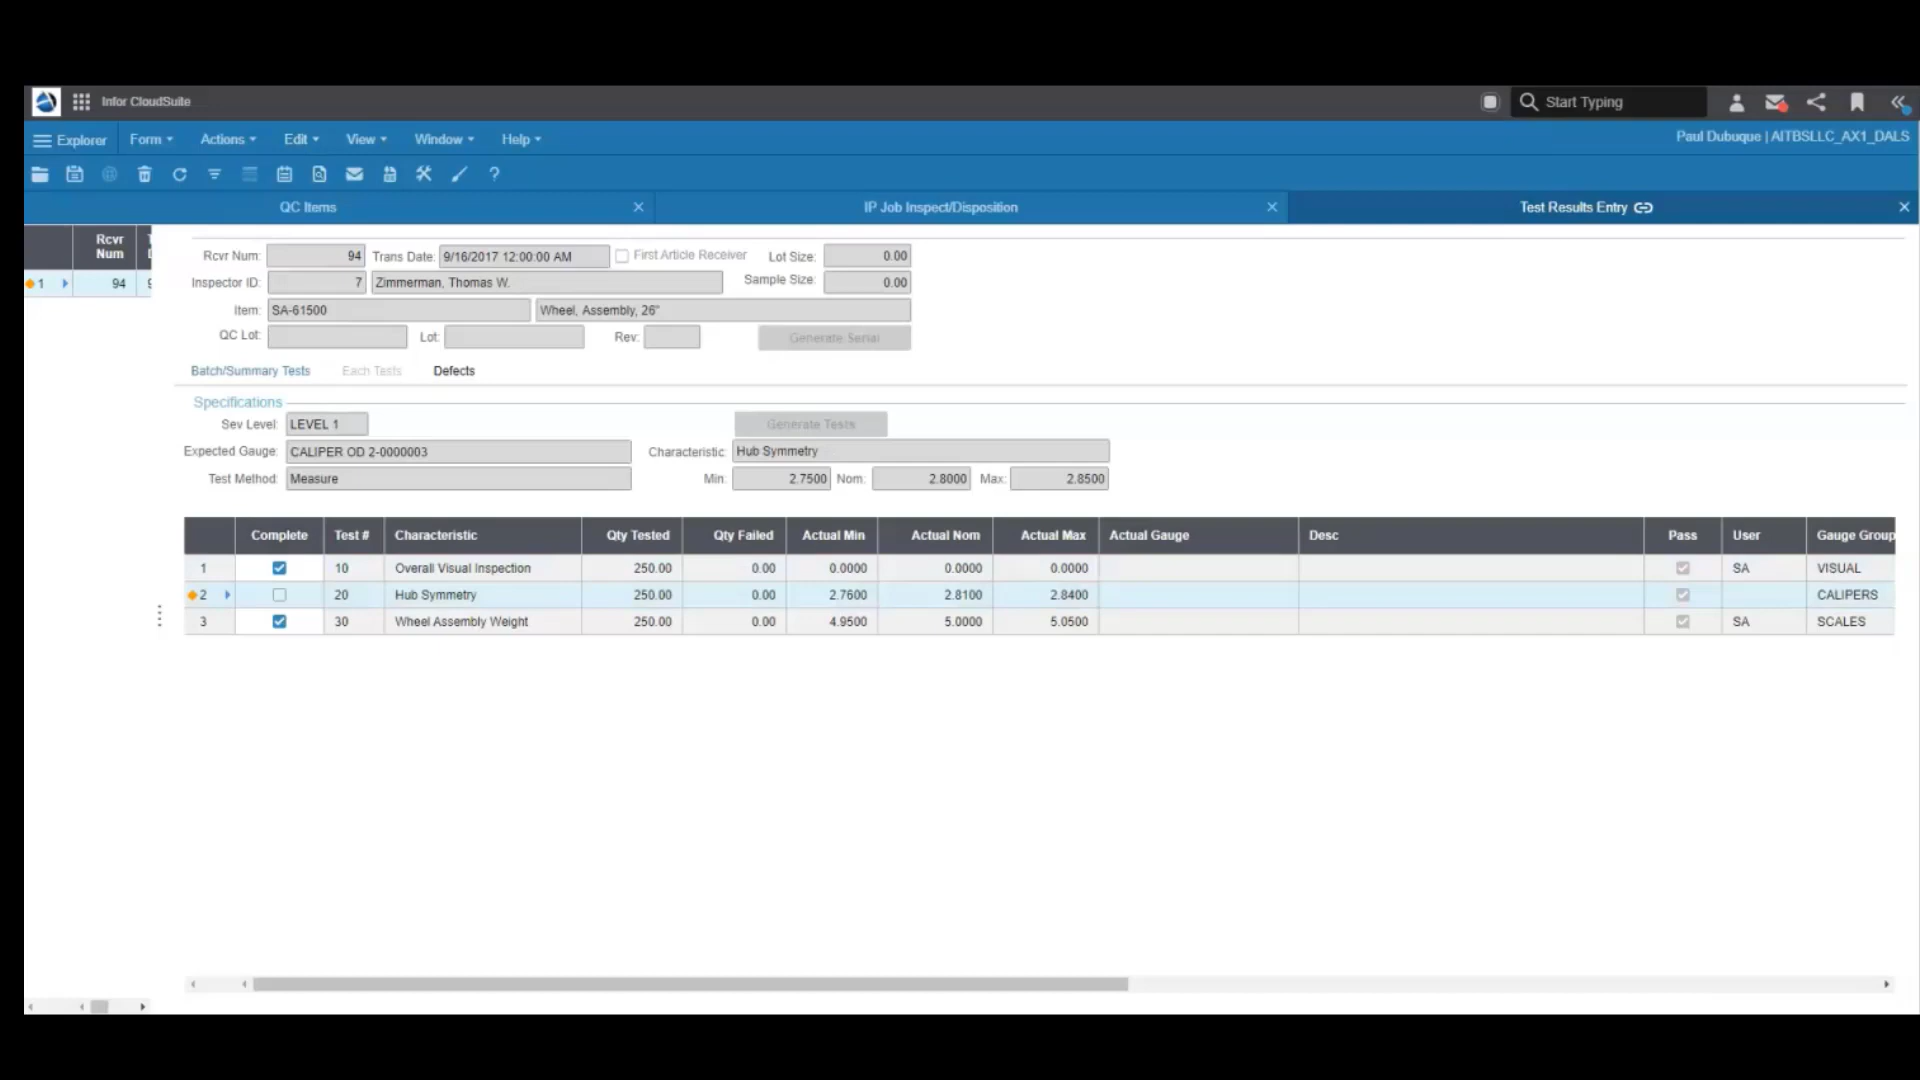 Infor CloudSuite
Start Typing
Explorer Form Actions Edit View Window Help
Paul Dubuque | AITBSLLC_AX1_DALS
QC Items IP Job Inspect/Disposition Test Results Entry
Rcvr Num
1 94
Rcvr Num: 94 Trans Date: 9/16/2017 12:00:00 AM First Article Receiver Lot Size: 0.00
Inspector ID: 7 Zimmerman, Thomas W. Sample Size: 0.00
Item: SA-61500 Wheel, Assembly, 26"
QC Lot: Lot: Rev: Generate Serial
Batch/Summary Tests Each Tests Defects
Specifications
Sev Level: LEVEL 1 Generate Tests
Expected Gauge: CALIPER OD 2-0000003 Characteristic: Hub Symmetry
Test Method: Measure Min: 2.7500 Nom: 2.8000 Max: 2.8500
Complete Test # Characteristic Qty Tested Qty Failed Actual Min Actual Nom Actual Max Actual Gauge Desc Pass User Gauge Group
1 10 Overall Visual Inspection 250.00 0.00 0.0000 0.0000 0.0000 SA VISUAL
2 20 Hub Symmetry 250.00 0.00 2.7600 2.8100 2.8400 CALIPERS
3 30 Wheel Assembly Weight 250.00 0.00 4.9500 5.0000 5.0500 SA SCALES